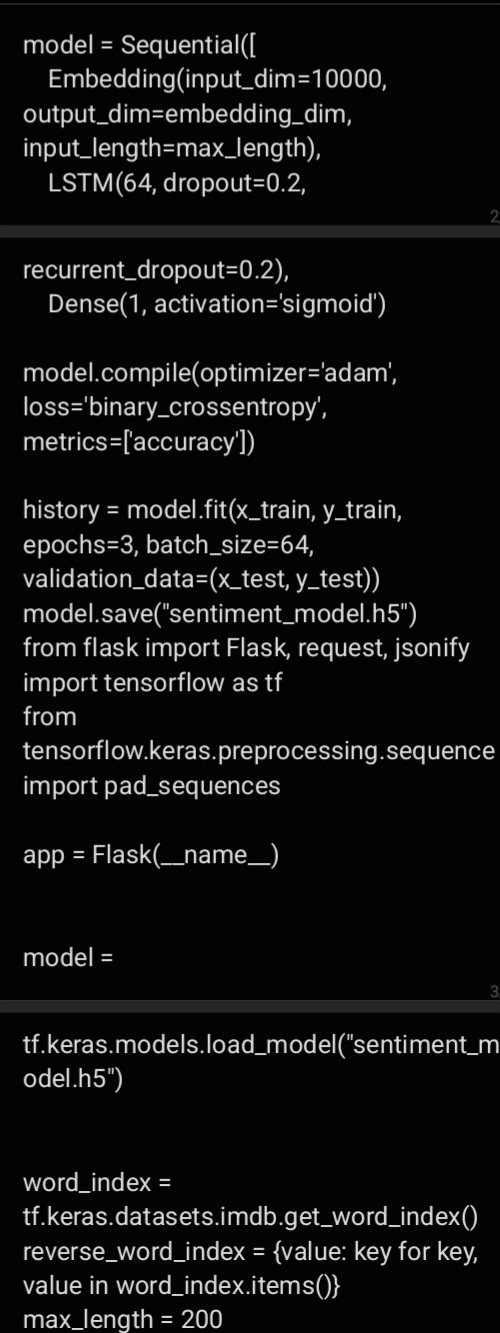 model = Sequential([
    Embedding(input_dim=10000,
output_dim=embedding_dim,
input_length=max_length),
    LSTM(64, dropout=0.2,
2
recurrent_dropout=0.2),
    Dense(1, activation='sigmoid')

model.compile(optimizer='adam',
loss='binary_crossentropy',
metrics=['accuracy'])

history = model.fit(x_train, y_train,
epochs=3, batch_size=64,
validation_data=(x_test, y_test))
model.save("sentiment_model.h5")
from flask import Flask, request, jsonify
import tensorflow as tf
from
tensorflow.keras.preprocessing.sequence
import pad_sequences

app = Flask(__name__)

model =
3
tf.keras.models.load_model("sentiment_m
odel.h5")

word_index =
tf.keras.datasets.imdb.get_word_index()
reverse_word_index = {value: key for key,
value in word_index.items()}
max_length = 200